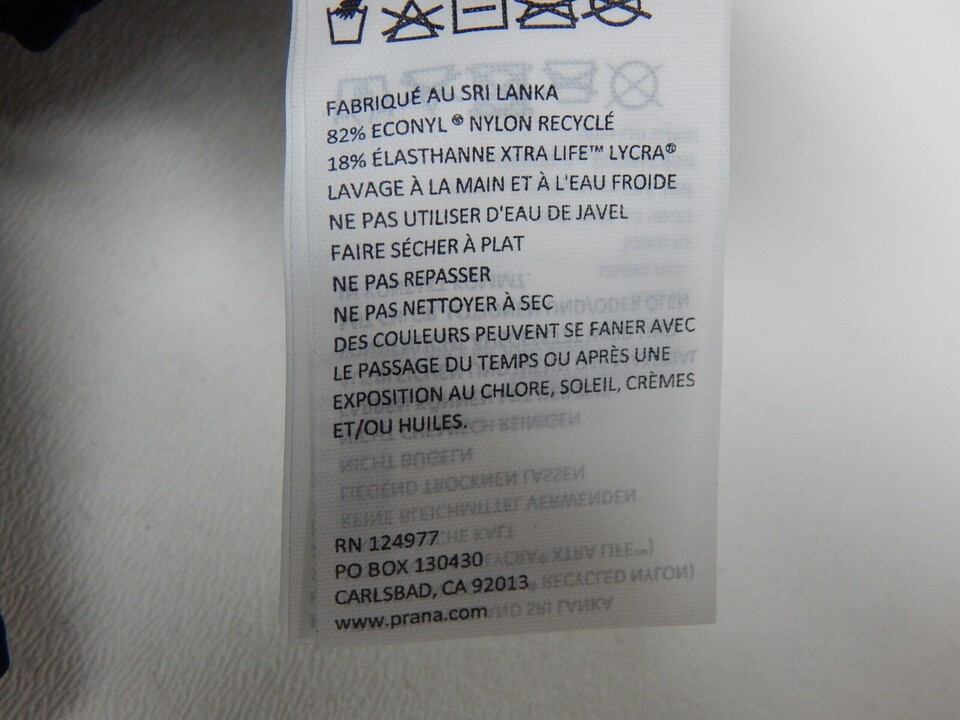 FABRIQUÉ AU SRI LANKA
82% ECONYL® NYLON RECYCLÉ
18% ÉLASTHANNE XTRA LIFE™ LYCRA®
LAVAGE À LA MAIN ET À L'EAU FROIDE
NE PAS UTILISER D'EAU DE JAVEL
FAIRE SÉCHER À PLAT
NE PAS REPASSER
NE PAS NETTOYER À SEC
DES COULEURS PEUVENT SE FANER AVEC
LE PASSAGE DU TEMPS OU APRÈS UNE
EXPOSITION AU CHLORE, SOLEIL, CRÈMES
ET/OU HUILES.
RN 124977
PO BOX 130430
CARLSBAD, CA 92013
www.prana.com